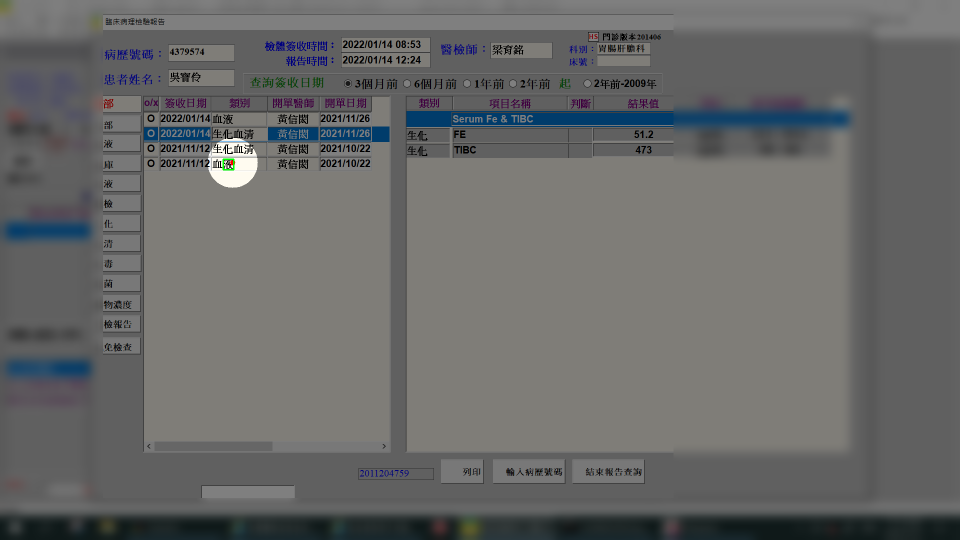 臨床病理檢驗報告
HS 門診版本201406
病歷號碼： 4379574 檢體簽收時間： 2022/01/14 08:53 醫檢師： 梁育銘 科別： 胃腸肝膽科
報告時間： 2022/01/14 12:24 床號：
患者姓名： 吳寶伶 查詢簽收日期 3個月前 6個月前 1年前 2年前 起 2年前-2009年
部 o/x 簽收日期 類別 開單醫師 開單日期 類別 項目名稱 判斷 結果值
部 O 2022/01/14 血液 黃信閎 2021/11/26 Serum Fe & TIBC
液 O 2022/01/14 生化血清 黃信閎 2021/11/26 生化 FE 51.2
庫 O 2021/11/12 生化血清 黃信閎 2021/10/22 生化 TIBC 473
液 O 2021/11/12 血液 黃信閎 2021/10/22
檢
化
清
毒
菌
物濃度
檢報告
免檢查
2011204759 列印 輸入病歷號碼 結束報告查詢